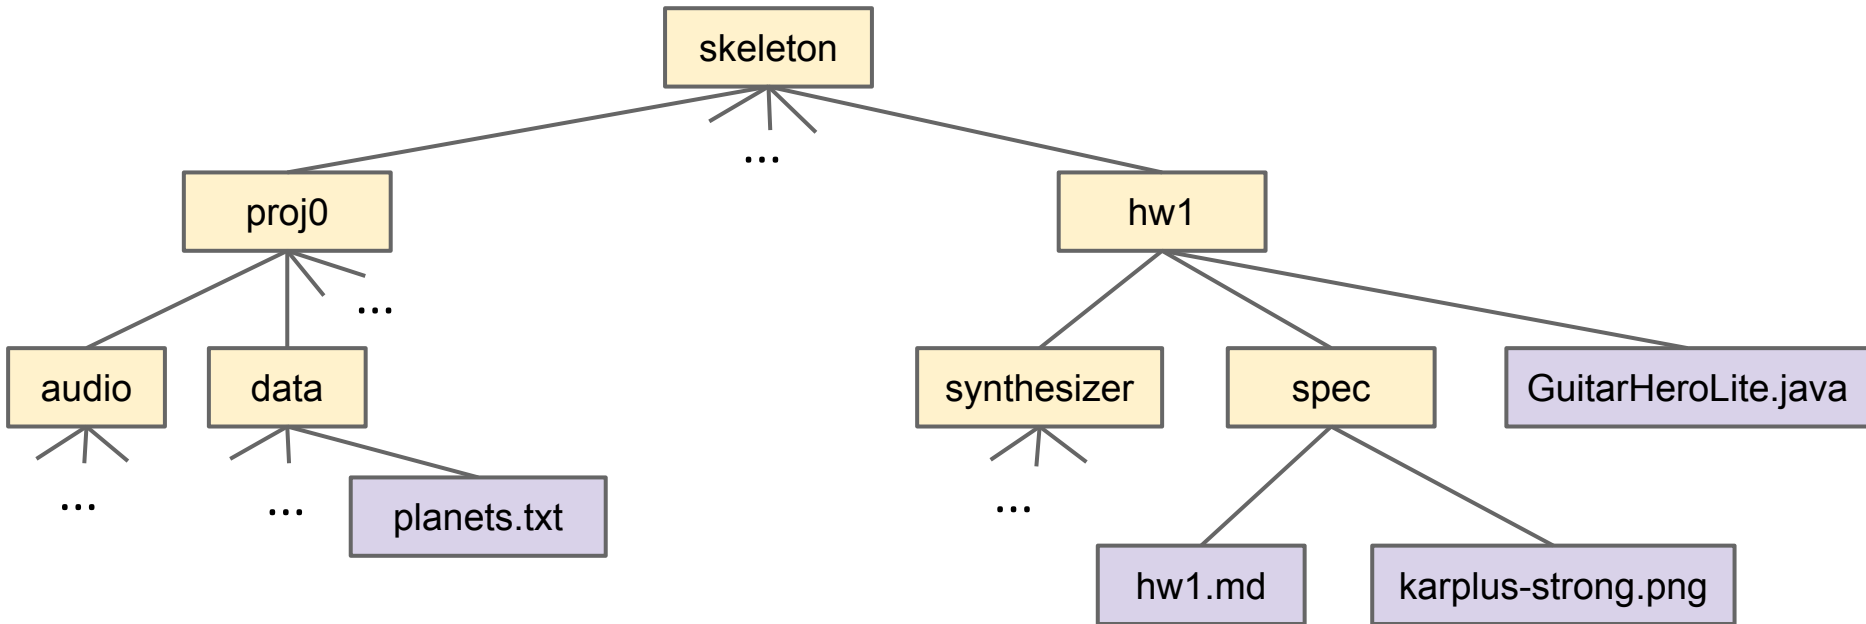 skeleton
...
proj0
hw1
...
audio
data
synthesizer
spec
GuitarHeroLite.java
...
...
planets.txt
...
hw1.md
karplus-strong.png